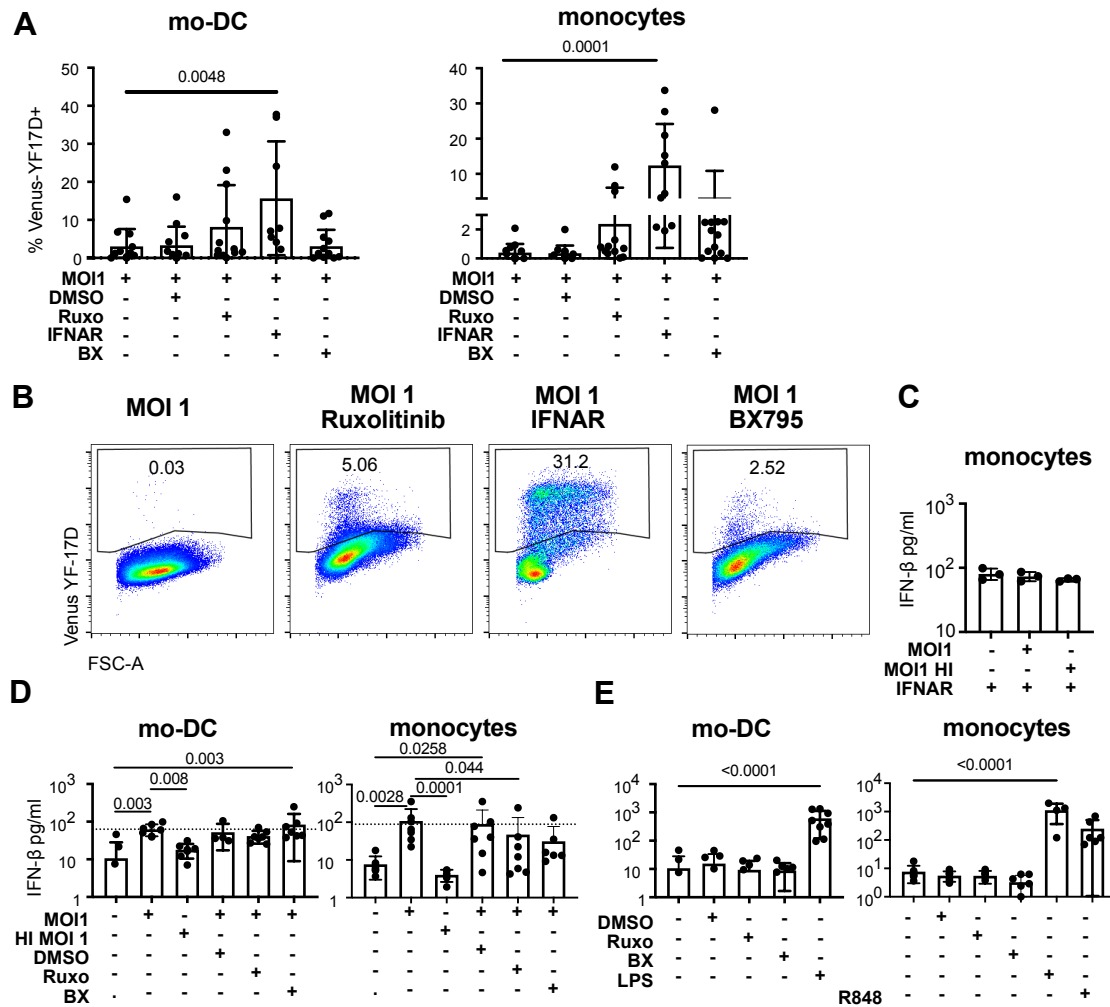 A
mo-DC
monocytes
0.0048
0.0001
% Venus-YF17D+
50
40
30
20
10
0
40
30
20
10
2
0
MOI1 + + + + +
DMSO - + - - -
Ruxo - - + - -
IFNAR - - - + -
BX - - - - +
MOI1 + + + + +
DMSO - + - - -
Ruxo - - + - -
IFNAR - - - + -
BX - - - - +
B
MOI 1
MOI 1
Ruxolitinib
MOI 1
IFNAR
MOI 1
BX795
0.03
5.06
31.2
2.52
Venus YF-17D
FSC-A
C
monocytes
IFN-β pg/ml
10³
10²
10
MOI1 - + -
MOI1 HI - - +
IFNAR + + +
D
mo-DC
monocytes
0.003
0.008
0.003
0.0258
0.044
0.0028
0.0001
IFN-β pg/ml
10³
10²
10
1
10³
10²
10
1
MOI1 - + - + + +
HI MOI 1 - - + - - -
DMSO - - - + - -
Ruxo - - - - + -
BX . - - - - +
- + - + + +
- - + - - -
- - - + - -
- - - - + -
. - - - - +
E
mo-DC
monocytes
<0.0001
<0.0001
10⁴
10³
10²
10¹
1
10⁴
10³
10²
10¹
10⁰
DMSO - + - - -
Ruxo - - + - -
BX - - - + -
LPS - - - - +
- + - - - -
- - + - - -
- - - + - -
- - - - + -
R848 - - - - - +